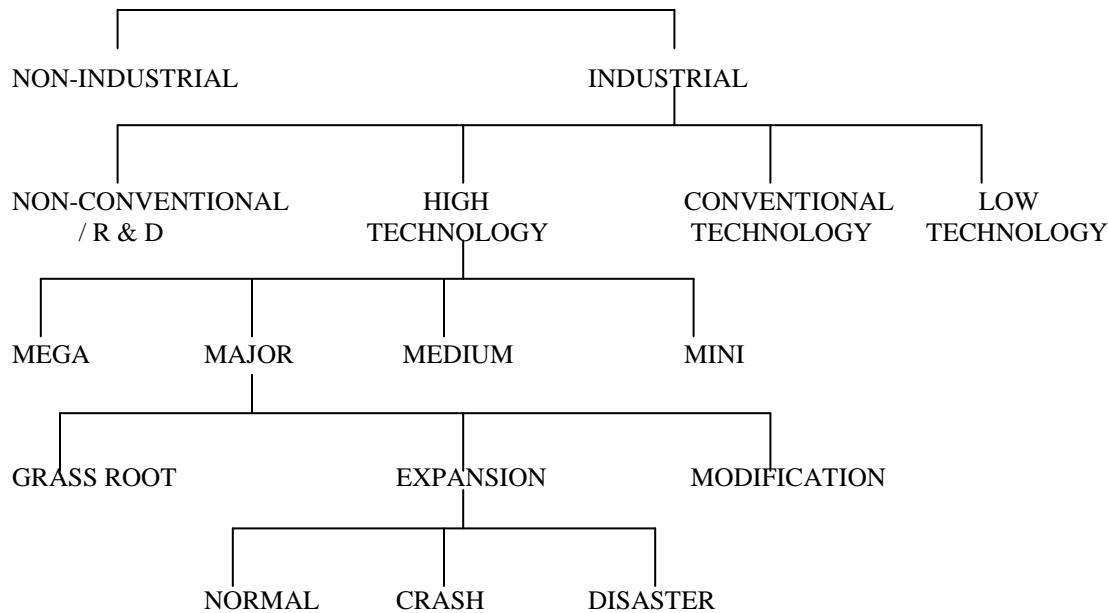 NON-INDUSTRIAL INDUSTRIAL
NON-CONVENTIONAL HIGH CONVENTIONAL LOW
/ R & D TECHNOLOGY TECHNOLOGY TECHNOLOGY
MEGA MAJOR MEDIUM MINI
GRASS ROOT EXPANSION MODIFICATION
NORMAL CRASH DISASTER